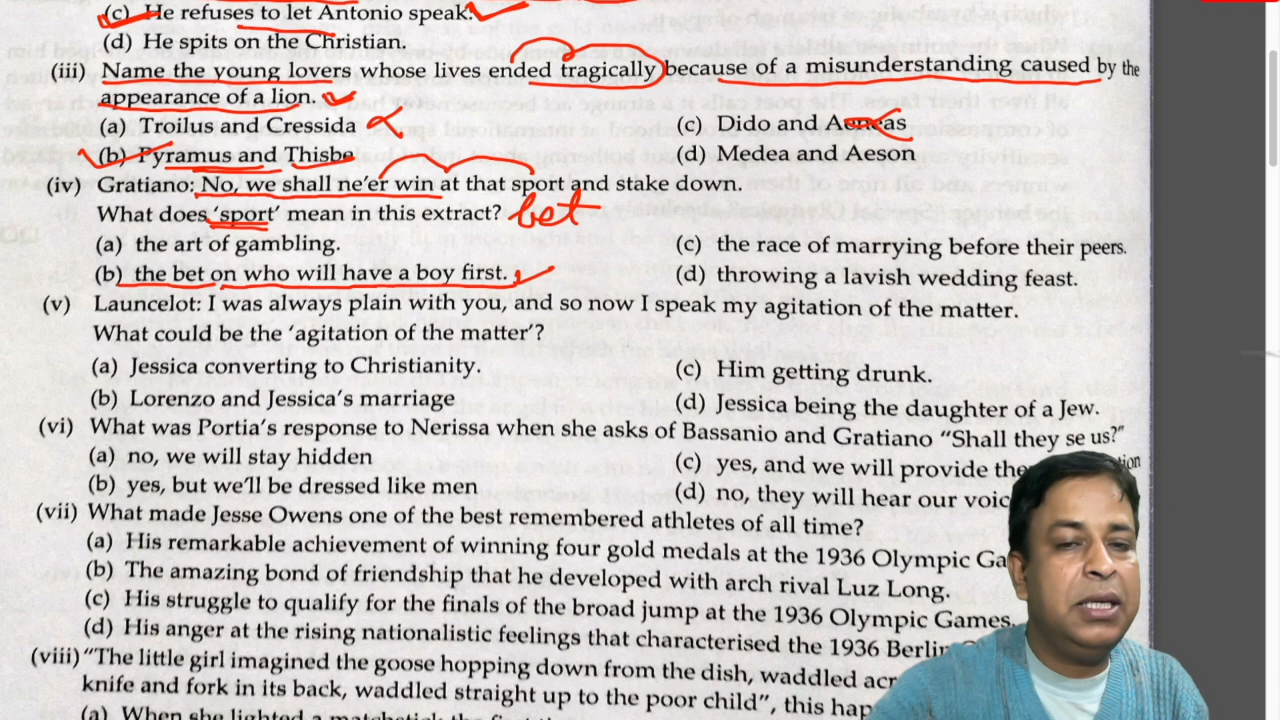 (c) He refuses to let Antonio speak.
(d) He spits on the Christian.
(iii) Name the young lovers whose lives ended tragically because of a misunderstanding caused by the
appearance of a lion.
(a) Troilus and Cressida
(c) Dido and Aeneas
(b) Pyramus and Thisbe
(d) Medea and Aeson
(iv) Gratiano: No, we shall ne'er win at that sport and stake down.
What does 'sport' mean in this extract? bet
(a) the art of gambling.
(c) the race of marrying before their peers.
(b) the bet on who will have a boy first.
(d) throwing a lavish wedding feast.
(v) Launcelot: I was always plain with you, and so now I speak my agitation of the matter.
What could be the 'agitation of the matter'?
(a) Jessica converting to Christianity.
(c) Him getting drunk.
(b) Lorenzo and Jessica's marriage
(d) Jessica being the daughter of a Jew.
(vi) What was Portia's response to Nerissa when she asks of Bassanio and Gratiano "Shall they se us?"
(a) no, we will stay hidden
(c) yes, and we will provide
(b) yes, but we'll be dressed like men
(d) no, they will hear our
(vii) What made Jesse Owens one of the best remembered athletes of all time?
(a) His remarkable achievement of winning four gold medals at the 1936 Olympic
(b) The amazing bond of friendship that he developed with arch rival Luz Long.
(c) His struggle to qualify for the finals of the broad jump at the 1936 Olympic Games.
(d) His anger at the rising nationalistic feelings that characterised the 1936
(viii) "The little girl imagined the goose hopping down from the dish, waddled
knife and fork in its back, waddled straight up to the poor child", this
(a) When she lighted a matchstick the first